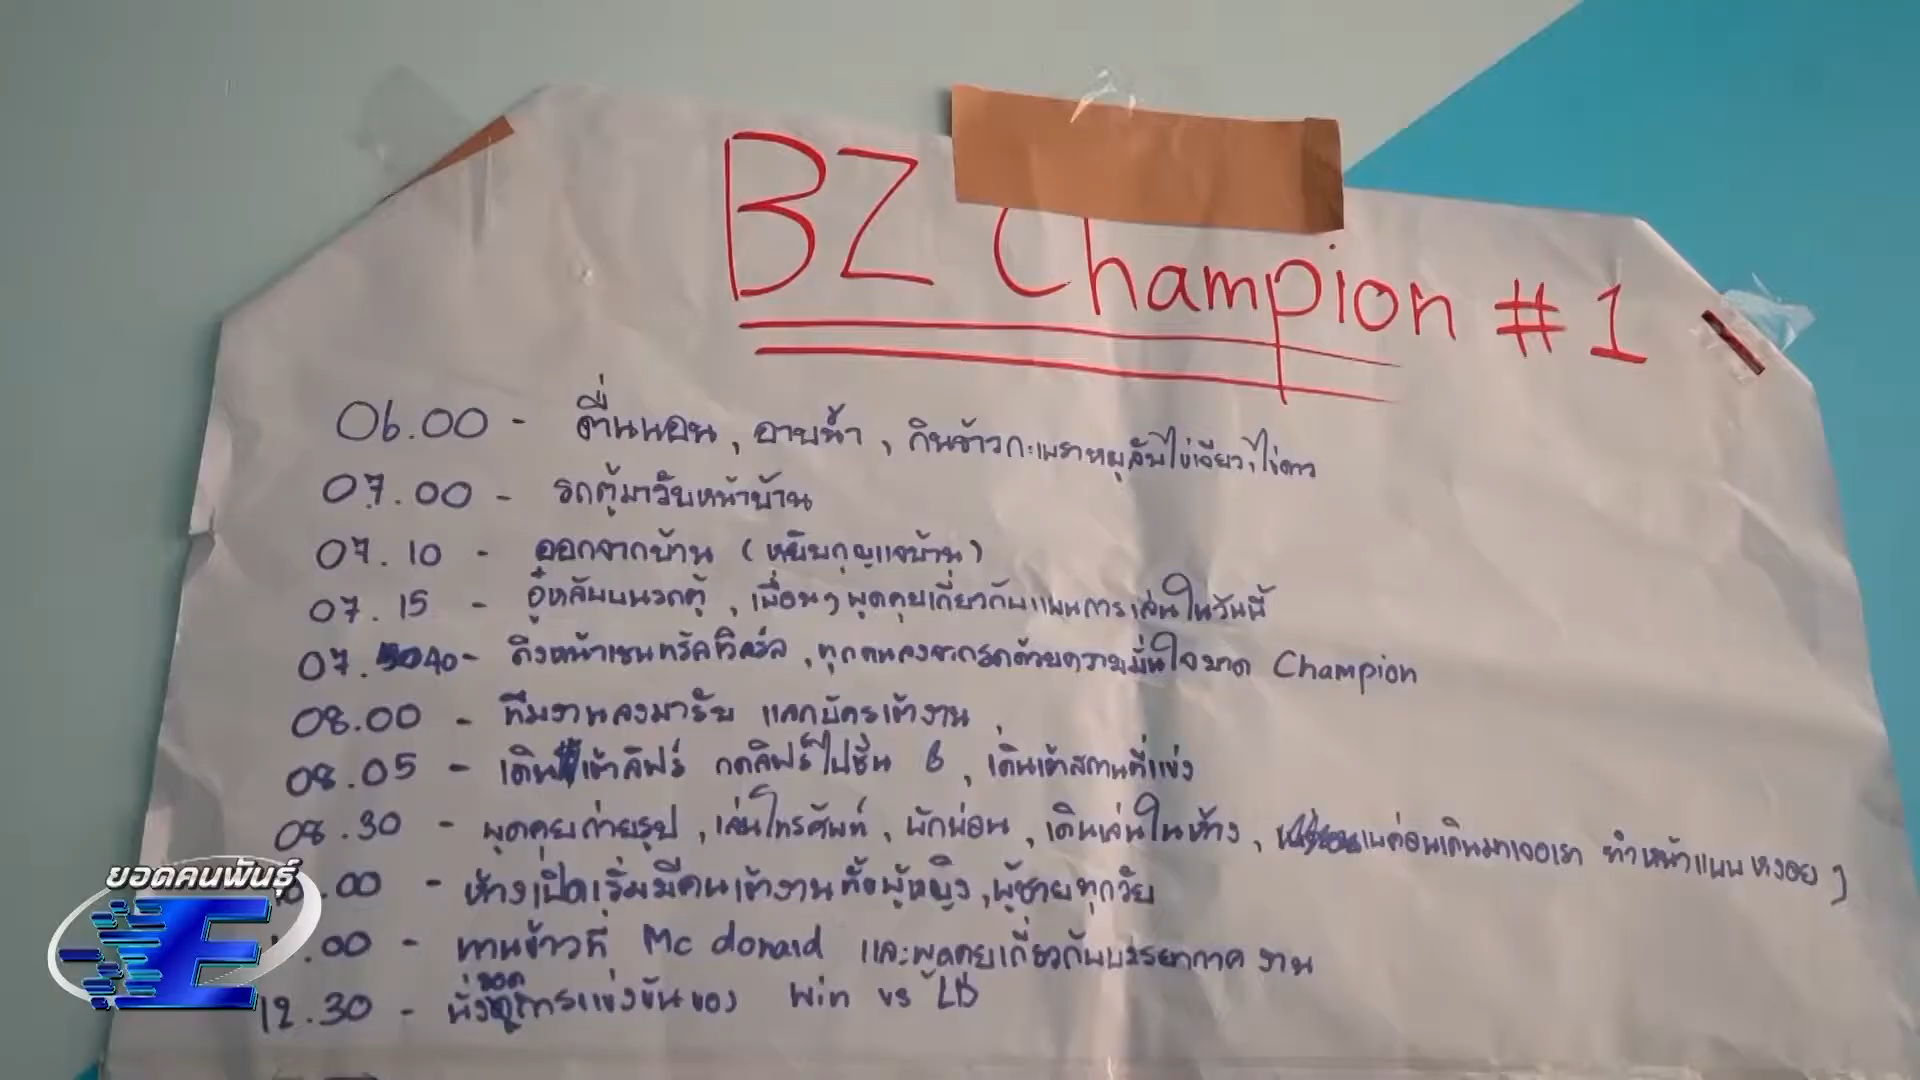 BZ Champion #1
06.00 - ตื่นนอน, อาบน้ำ, กินข้าวกะเพราหมูสับไข่เจียว,ไข่ดาว
07.00 - รถตู้มารับหน้าบ้าน
07.10 - ออกจากบ้าน (หยิบกุญแจบ้าน)
07.15 - อู้หลับบนรถตู้, เพื่อนๆพูดคุยเกี่ยวกับแผนการเล่นในวันนี้
07.40 - ถึงหน้าเซนทรัลเวิลด์, ทุกคนลงจากรถด้วยความมั่นใจมาด Champion
08.00 - ทีมงานลงมารับ แลกบัตรเข้างาน
08.05 - เดินเข้าลิฟร์ กดลิฟร์ไปชั้น 8, เดินเข้าสถานที่แข่ง
08.30 - พูดคุยถ่ายรูป, เล่นโทรศัพท์, พักผ่อน, เดินเล่นในห้าง, เดินมาเจอเรา ทำหน้าแบบหงอยๆ
.00 - ห้างเปิดเริ่มมีคนเข้างานทั้งผู้หญิง,ผู้ชายทุกวัย
.00 - ทานข้าวที่ Mc donald และพูดคุยเกี่ยวกับบรรยากาศงาน
12.30 - นั่งดูการแข่งขันของ Win vs LB
ยอดคนพันธุ์
E